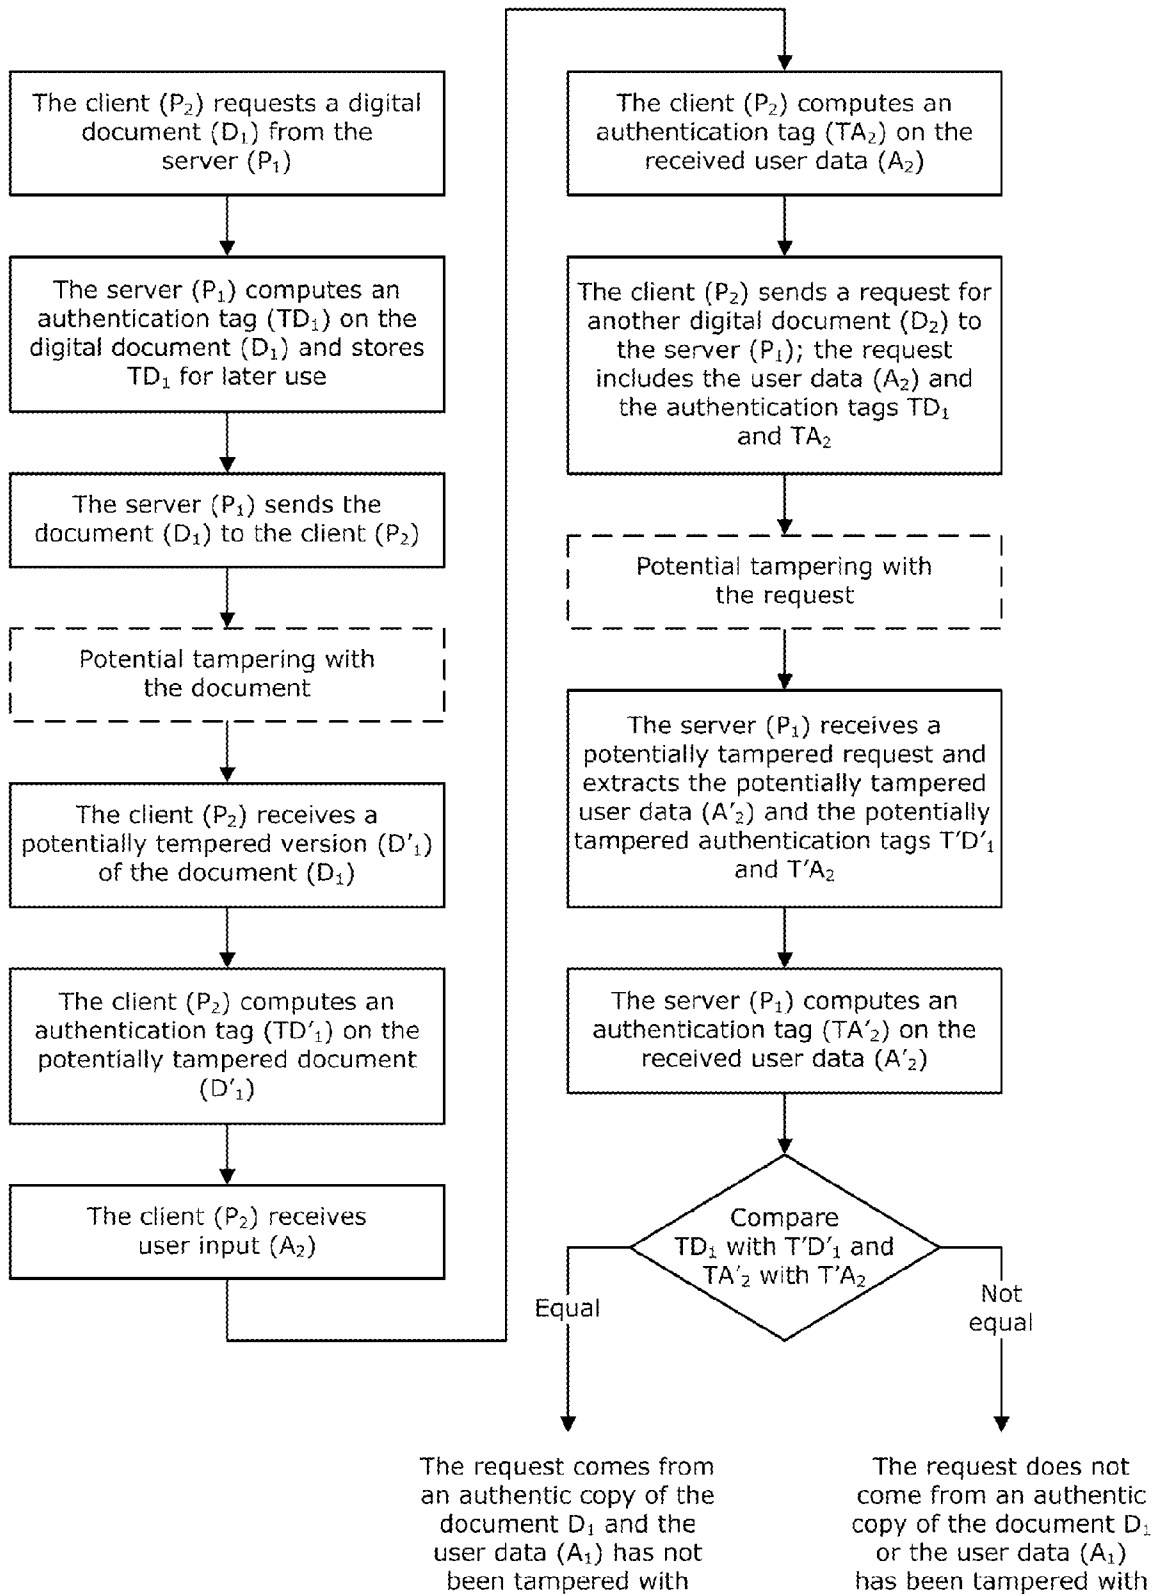 The client (P₂) requests a digital
document (D₁) from the
server (P₁)
The server (P₁) computes an
authentication tag (TD₁) on the
digital document (D₁) and stores
TD₁ for later use
The server (P₁) sends the
document (D₁) to the client (P₂)
Potential tampering with
the document
The client (P₂) receives a
potentially tempered version (D'₁)
of the document (D₁)
The client (P₂) computes an
authentication tag (TD'₁) on the
potentially tampered document
(D'₁)
The client (P₂) receives
user input (A₂)
The client (P₂) computes an
authentication tag (TA₂) on the
received user data (A₂)
The client (P₂) sends a request for
another digital document (D₂) to
the server (P₁); the request
includes the user data (A₂) and
the authentication tags TD₁
and TA₂
Potential tampering with
the request
The server (P₁) receives a
potentially tampered request and
extracts the potentially tampered
user data (A'₂) and the potentially
tampered authentication tags T'D'₁
and T'A₂
The server (P₁) computes an
authentication tag (TA'₂) on the
received user data (A'₂)
Compare
TD₁ with T'D'₁ and
TA'₂ with T'A₂
Equal
Not
equal
The request comes from
an authentic copy of the
document D₁ and the
user data (A₁) has not
been tampered with
The request does not
come from an authentic
copy of the document D₁
or the user data (A₁)
has been tampered with